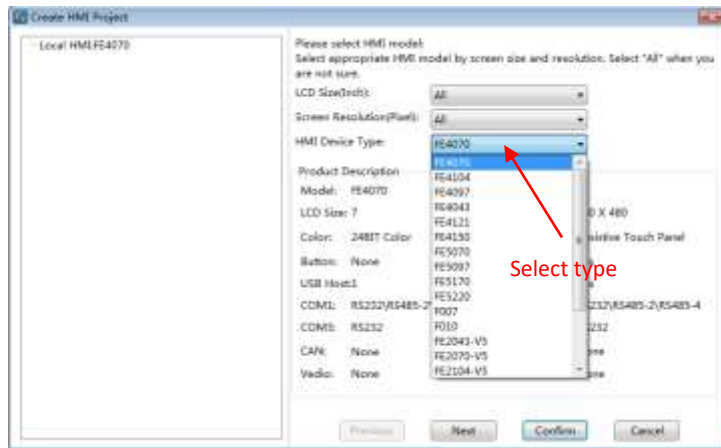 Create HMI Project
Local HMI:FE4070
Please select HMI model:
Select appropriate HMI model by screen size and resolution. Select "All" when you
are not sure.
LCD Size(Inch):
All
Screen Resolution(Pixel):
All
HMI Device Type:
FE4070
FE4070
FE4104
FE4097
FE4043
FE4121
FE4150
FE5070
FE5097
FE5170
FE5220
F007
F010
FE2043-V5
FE2070-V5
FE2104-V5
Product Description
Model: FE4070
LCD Size: 7
0 X 480
Color: 24BIT Color
sistive Touch Panel
Button: None
USB Host:1
COM1: RS232\RS485-2
232\RS485-2\RS485-4
COM3: RS232
232
CAN: None
one
Vedio: None
one
Select type
Previous
Next
Confirm
Cancel